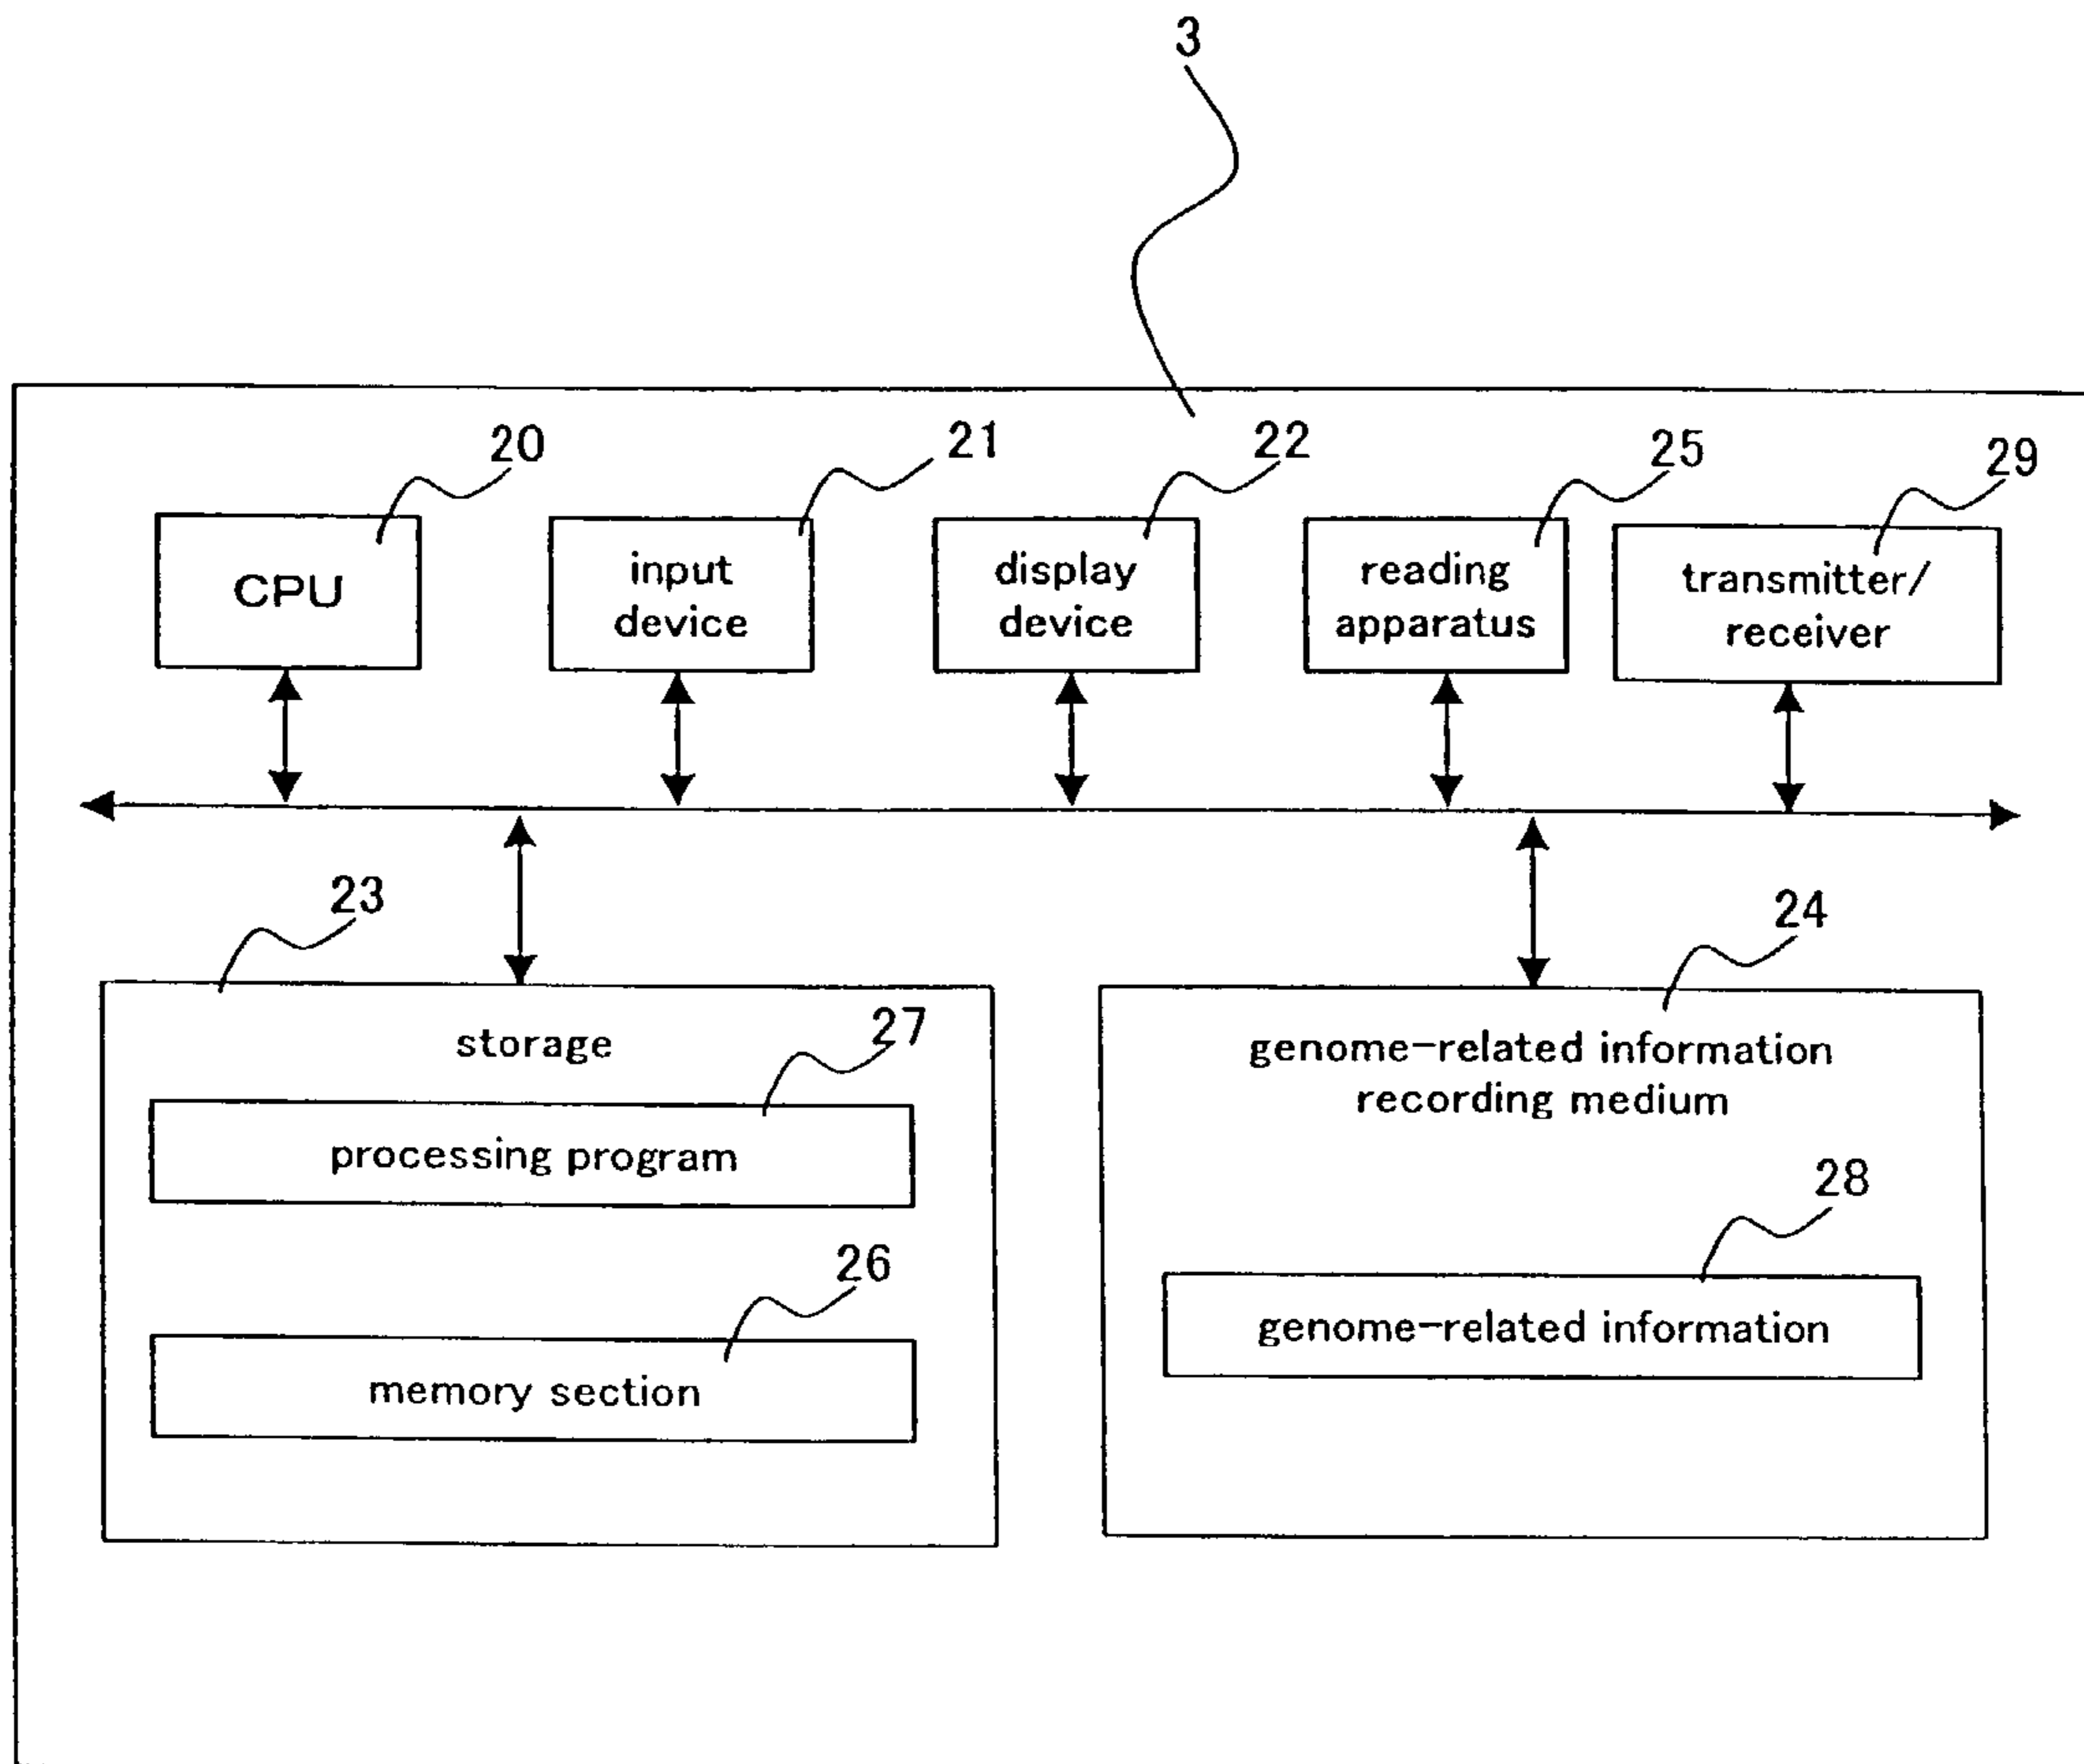 3
20
21
22
25
29
CPU
input
device
display
device
reading
apparatus
transmitter/
receiver
23
24
storage
27
processing program
26
memory section
genome-related information
recording medium
28
genome-related information